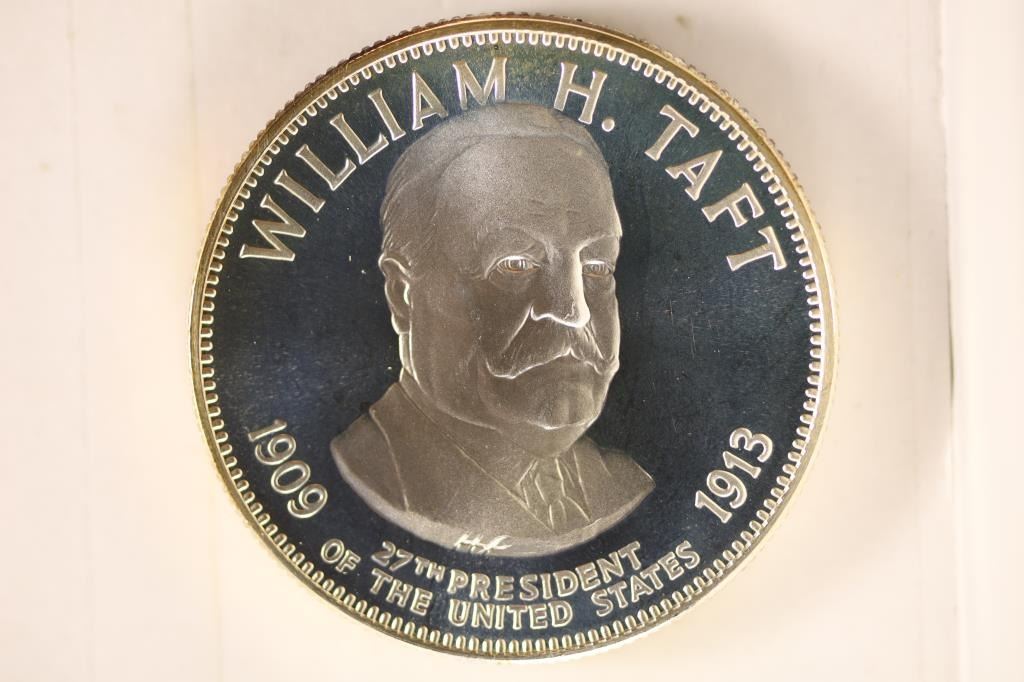 WILLIAM H. TAFT
1909
1913
27TH PRESIDENT
OF THE UNITED STATES